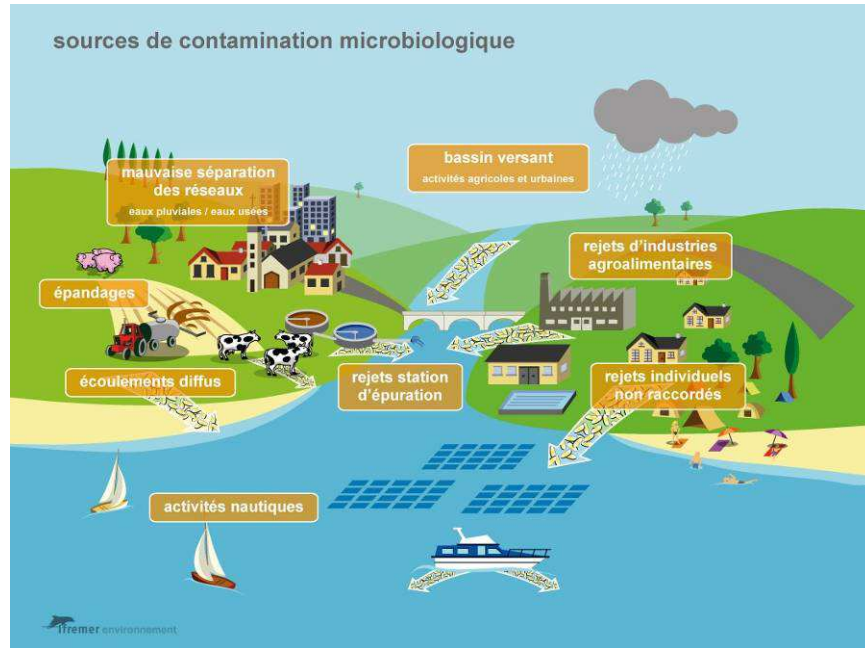 sources de contamination microbiologique
bassin versant
activités agricoles et urbaines
mauvaise séparation
des réseaux
eaux pluviales / eaux usées
rejets d'industries
agroalimentaires
épandages
écoulements diffus
rejets station
d'épuration
rejets individuels
non raccordés
activités nautiques
ifremer environnement